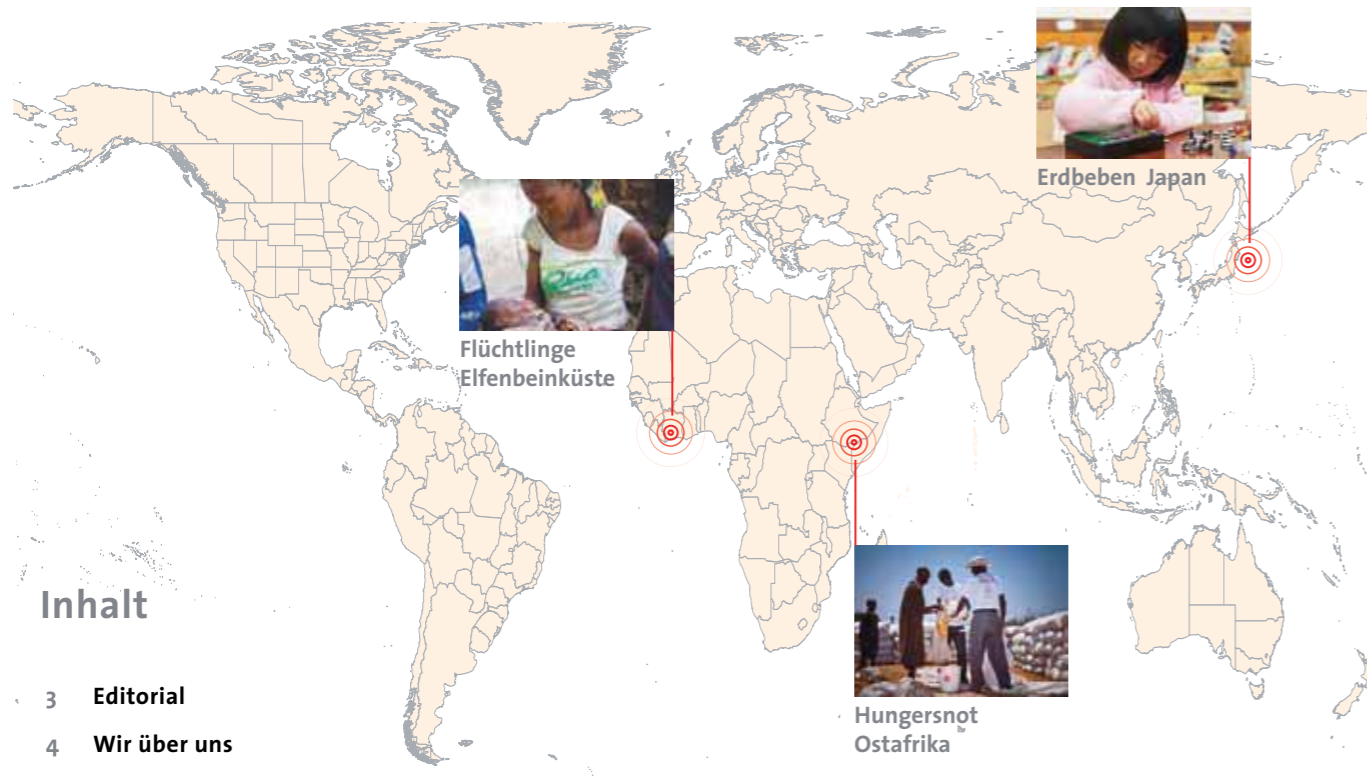 Erdbeben Japan
Flüchtlinge
Elfenbeinküste
Inhalt
3 Editorial
4 Wir über uns
Hungersnot
Ostafrika